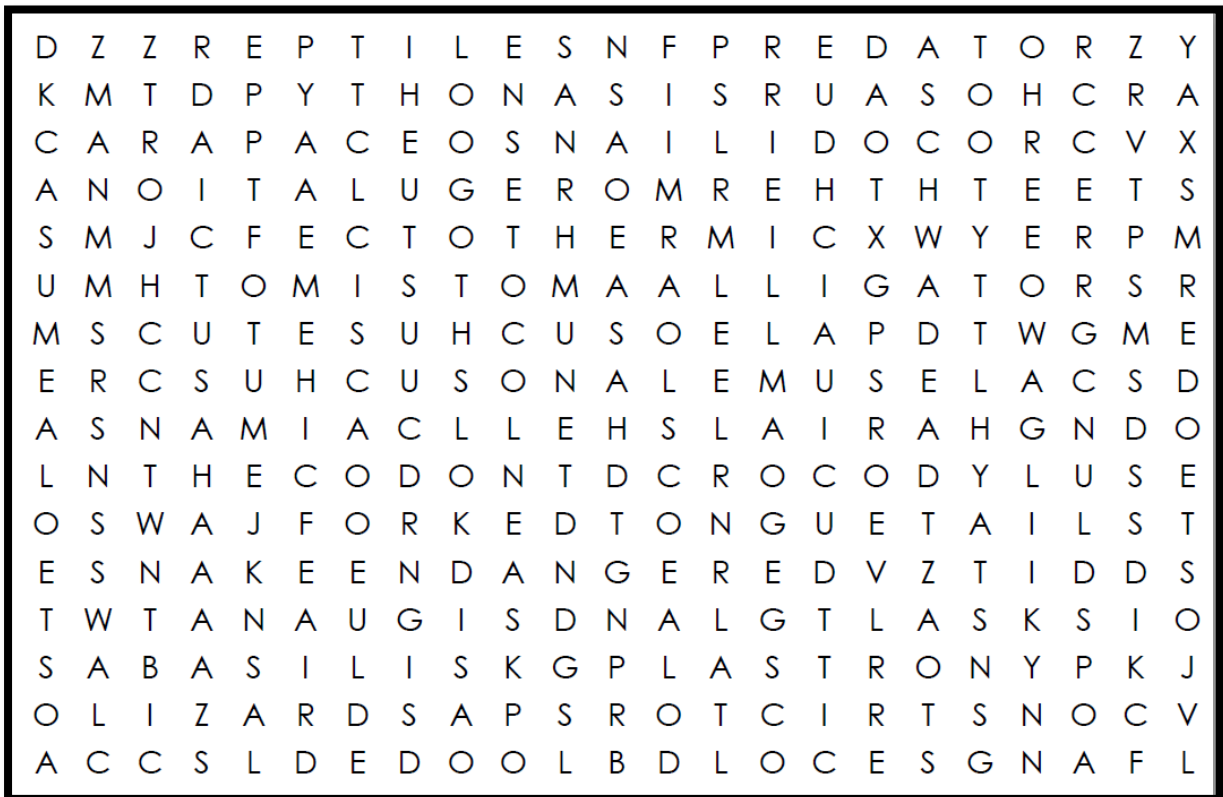 D Z Z R E P T I L E S N F P R E D A T O R Z Y
K M T D P Y T H O N A S I S R U A S O H C R A
C A R A P A C E O S N A I L I D O C O R C V X
A N O I T A L U G E R O M R E H T H T E E T S
S M J C F E C T O T H E R M I C X W Y E R P M
U M H T O M I S T O M A A L L I G A T O R S R
M S C U T E S U H C U S O E L A P D T W G M E
E R C S U H C U S O N A L E M U S E L A C S D
A S N A M I A C L L E H S L A I R A H G N D O
L N T H E C O D O N T D C R O C O D Y L U S E
O S W A J F O R K E D T O N G U E T A I L S T
E S N A K E E N D A N G E R E D V Z T I D D S
T W T A N A U G I S D N A L G T L A S K S I O
S A B A S I L I S K G P L A S T R O N Y P K J
O L I Z A R D S A P S R O T C I R T S N O C V
A C C S L D E D O O L B D L O C E S G N A F L